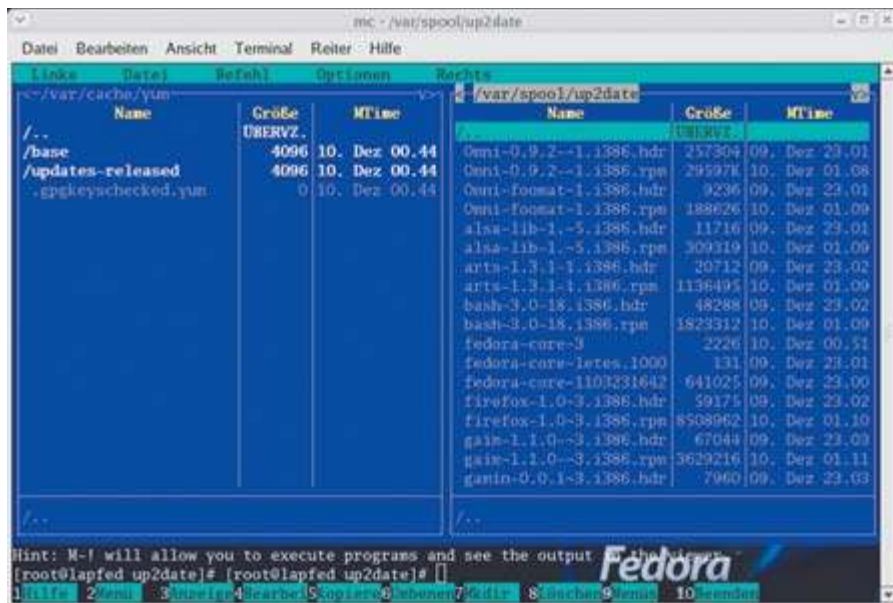 mc - /var/spool/up2date
Datei Bearbeiten Ansicht Terminal Reiter Hilfe
Links Datei Befehl Optionen Rechts
<-/var/cache/yum v>
Name Größe MTime
/.. ÜBERVZ.
/base 4096 10. Dez 00.44
/updates-released 4096 10. Dez 00.44
.gpgkeyschecked.yum 0 10. Dez 00.44
/..
< /var/spool/up2date v>
Name Größe MTime
/.. ÜBERVZ.
Omni-0.9.2--1.i386.hdr 257304 09. Dez 23.01
Omni-0.9.2--1.i386.rpm 29597K 10. Dez 01.08
Omni-foomat-1.i386.hdr 9236 09. Dez 23.01
Omni-foomat-1.i386.rpm 188626 10. Dez 01.09
alsa-lib-1.-5.i386.hdr 11716 09. Dez 23.01
alsa-lib-1.-5.i386.rpm 309319 10. Dez 01.09
arts-1.3.1-1.i386.hdr 20712 09. Dez 23.02
arts-1.3.1-1.i386.rpm 1136495 10. Dez 01.09
bash-3.0-18.i386.hdr 48288 09. Dez 23.02
bash-3.0-18.i386.rpm 1823312 10. Dez 01.09
fedora-core-3 2226 10. Dez 00.51
fedora-core-letes.1000 131 09. Dez 23.01
fedora-core-1103231642 641025 09. Dez 23.00
firefox-1.0-3.i386.hdr 59175 09. Dez 23.02
firefox-1.0-3.i386.rpm 8508962 10. Dez 01.10
gaim-1.1.0--3.i386.hdr 67044 09. Dez 23.03
gaim-1.1.0--3.i386.rpm 3629216 10. Dez 01.11
gamin-0.0.1-3.i386.hdr 7960 09. Dez 23.03
/..
Hint: M-! will allow you to execute programs and see the output in the viewer.
fedora
[root@lapfed up2date]# [root@lapfed up2date]#
1Hilfe 2Menü 3Anzeige 4Bearbei 5Kopiere 6Umbenen 7Mkdir 8Löschen 9Menüs 10Beenden